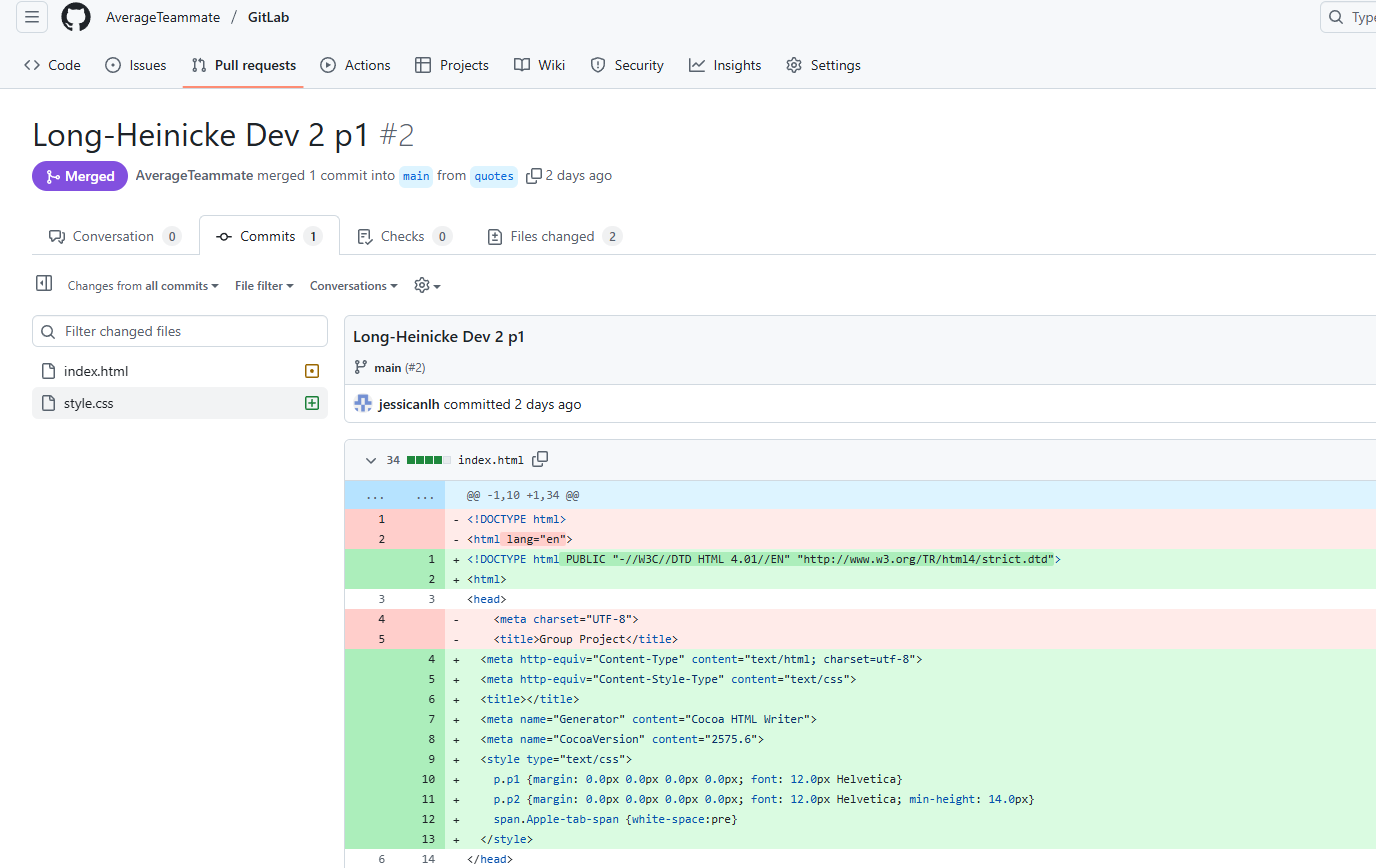 AverageTeammate / GitLab
Type
Code Issues Pull requests Actions Projects Wiki Security Insights Settings
Long-Heinicke Dev 2 p1 #2
Merged AverageTeammate merged 1 commit into main from quotes 2 days ago
Conversation 0 Commits 1 Checks 0 Files changed 2
Changes from all commits File filter Conversations
Filter changed files
index.html
style.css
Long-Heinicke Dev 2 p1
main (#2)
jessicanlh committed 2 days ago
34 index.html
... ... @@ -1,10 +1,34 @@
1 - <!DOCTYPE html>
2 - <html lang="en">
1 + <!DOCTYPE html PUBLIC "-//W3C//DTD HTML 4.01//EN" "http://www.w3.org/TR/html4/strict.dtd">
2 + <html>
3 3 <head>
4 - <meta charset="UTF-8">
5 - <title>Group Project</title>
4 + <meta http-equiv="Content-Type" content="text/html; charset=utf-8">
5 + <meta http-equiv="Content-Style-Type" content="text/css">
6 + <title></title>
7 + <meta name="Generator" content="Cocoa HTML Writer">
8 + <meta name="CocoaVersion" content="2575.6">
9 + <style type="text/css">
10 + p.p1 {margin: 0.0px 0.0px 0.0px 0.0px; font: 12.0px Helvetica}
11 + p.p2 {margin: 0.0px 0.0px 0.0px 0.0px; font: 12.0px Helvetica; min-height: 14.0px}
12 + span.Apple-tab-span {white-space:pre}
13 + </style>
6 14 </head>